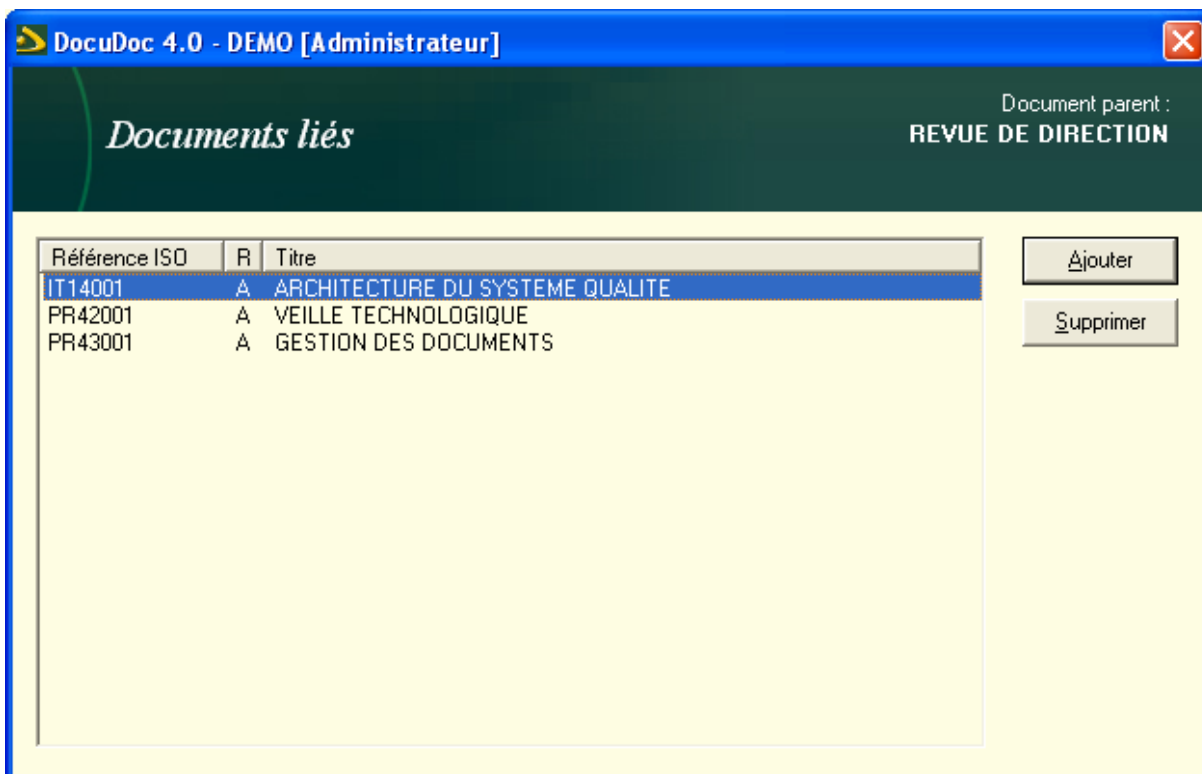 DocuDoc 4.0 - DEMO [Administrateur]
Document parent :
Documents liés
REVUE DE DIRECTION
Référence ISO R Titre
IT14001 A ARCHITECTURE DU SYSTEME QUALITE
PR42001 A VEILLE TECHNOLOGIQUE
PR43001 A GESTION DES DOCUMENTS
Ajouter
Supprimer